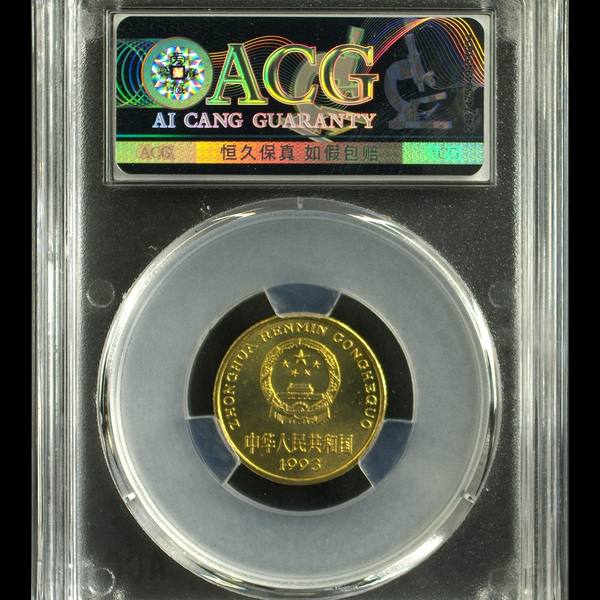 ACG
AI CANG GUARANTY
ACG 恒久保真 如假包赔 ACG
ZHONGHUA RENMIN GONGHEGUO
中华人民共和国
1993